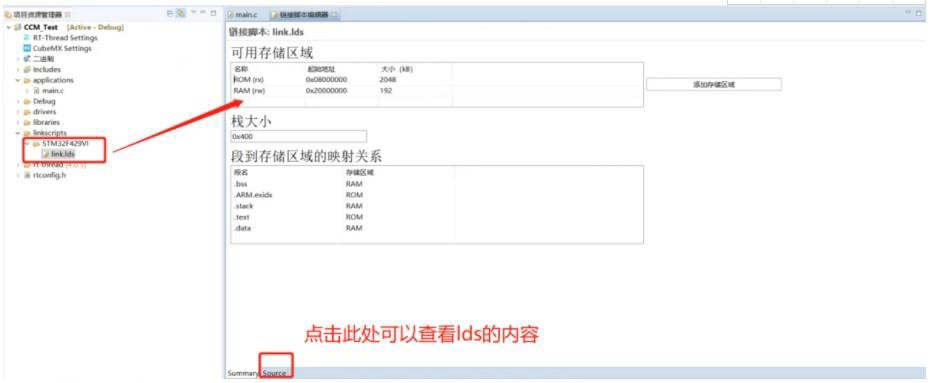 项目资源管理器
CCM_Test [Active - Debug]
RT-Thread Settings
CubeMX Settings
二进制
Includes
applications
main.c
Debug
drivers
libraries
linkscripts
STM32F429VI
link.lds
rt-thread [4.0.3]
rtconfig.h
main.c
链接脚本编辑器
链接脚本: link.lds
可用存储区域
名称 起始地址 大小 (kB)
ROM (rx) 0x08000000 2048
RAM (rw) 0x20000000 192
添加存储区域
栈大小
0x400
段到存储区域的映射关系
段名 存储区域
.bss RAM
.ARM.exidx ROM
.stack RAM
.text ROM
.data RAM
点击此处可以查看lds的内容
Summary Source